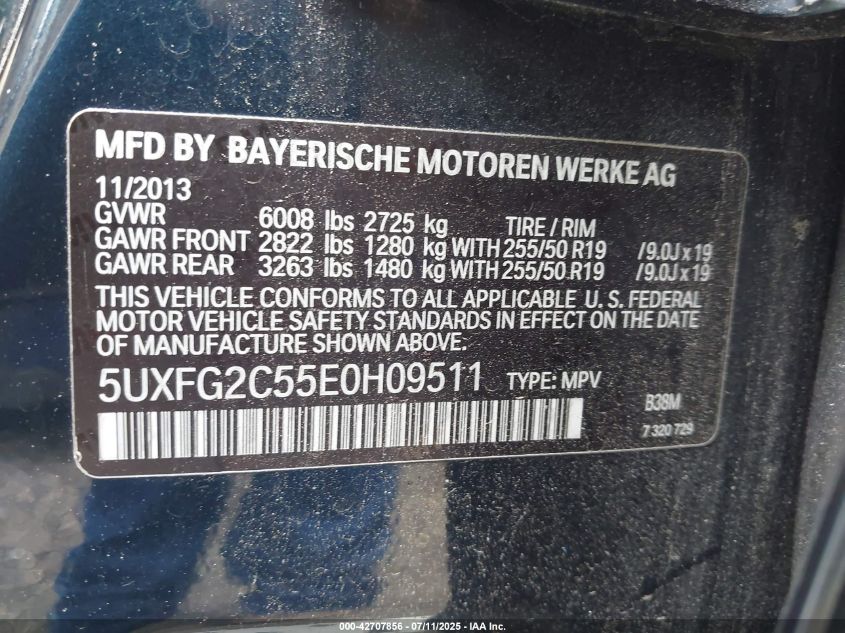 MFD BY BAYERISCHE MOTOREN WERKE AG
11/2013
GVWR 6008 lbs 2725 kg TIRE / RIM
GAWR FRONT 2822 lbs 1280 kg WITH 255/50 R19 /9.0J x 19
GAWR REAR 3263 lbs 1480 kg WITH 255/50 R19 /9.0J x 19
THIS VEHICLE CONFORMS TO ALL APPLICABLE U. S. FEDERAL
MOTOR VEHICLE SAFETY STANDARDS IN EFFECT ON THE DATE
OF MANUFACTURE SHOWN ABOVE.
5UXFG2C55E0H09511 TYPE: MPV
B38M
7 320 729
000-42707856 - 07/11/2025 - IAA Inc.